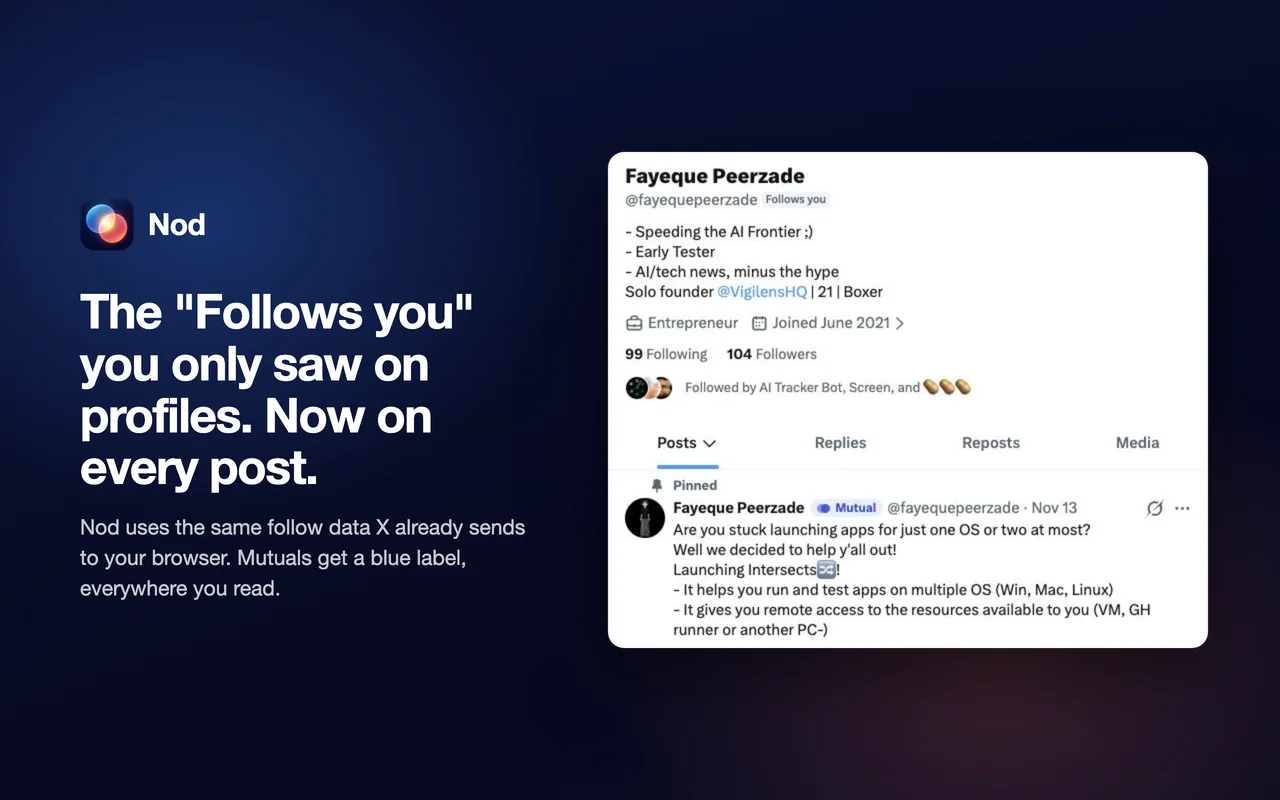 Nod
The "Follows you"
you only saw on
profiles. Now on
every post.
Nod uses the same follow data X already sends
to your browser. Mutuals get a blue label,
everywhere you read.
Fayeque Peerzade
@fayequepeerzade Follows you
- Speeding the AI Frontier ;)
- Early Tester
- AI/tech news, minus the hype
Solo founder @VigilensHQ | 21 | Boxer
Entrepreneur Joined June 2021
99 Following 104 Followers
Followed by AI Tracker Bot, Screen, and 🥔🥔🥔
Posts Replies Reposts Media
Pinned
Fayeque Peerzade Mutual @fayequepeerzade · Nov 13
Are you stuck launching apps for just one OS or two at most?
Well we decided to help y'all out!
Launching Intersects🔀!
- It helps you run and test apps on multiple OS (Win, Mac, Linux)
- It gives you remote access to the resources available to you (VM, GH
runner or another PC-)